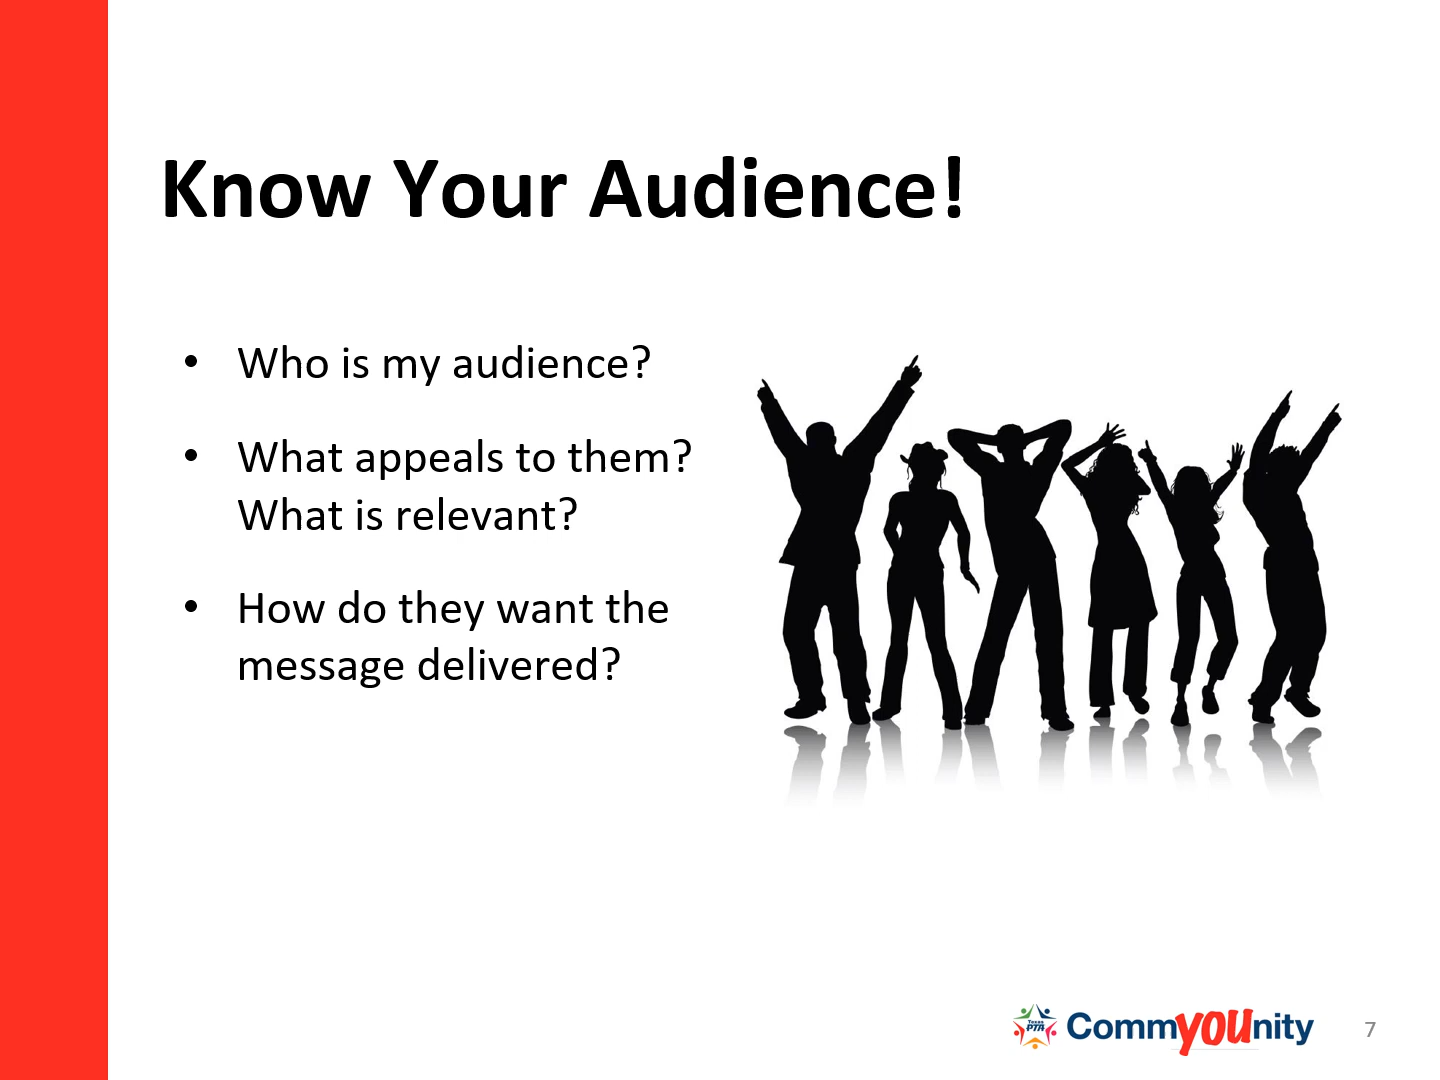 Know Your Audience!
• Who is my audience?
• What appeals to them?
What is relevant?
• How do they want the
message delivered?
Texas
PTA
CommYOUnity
7